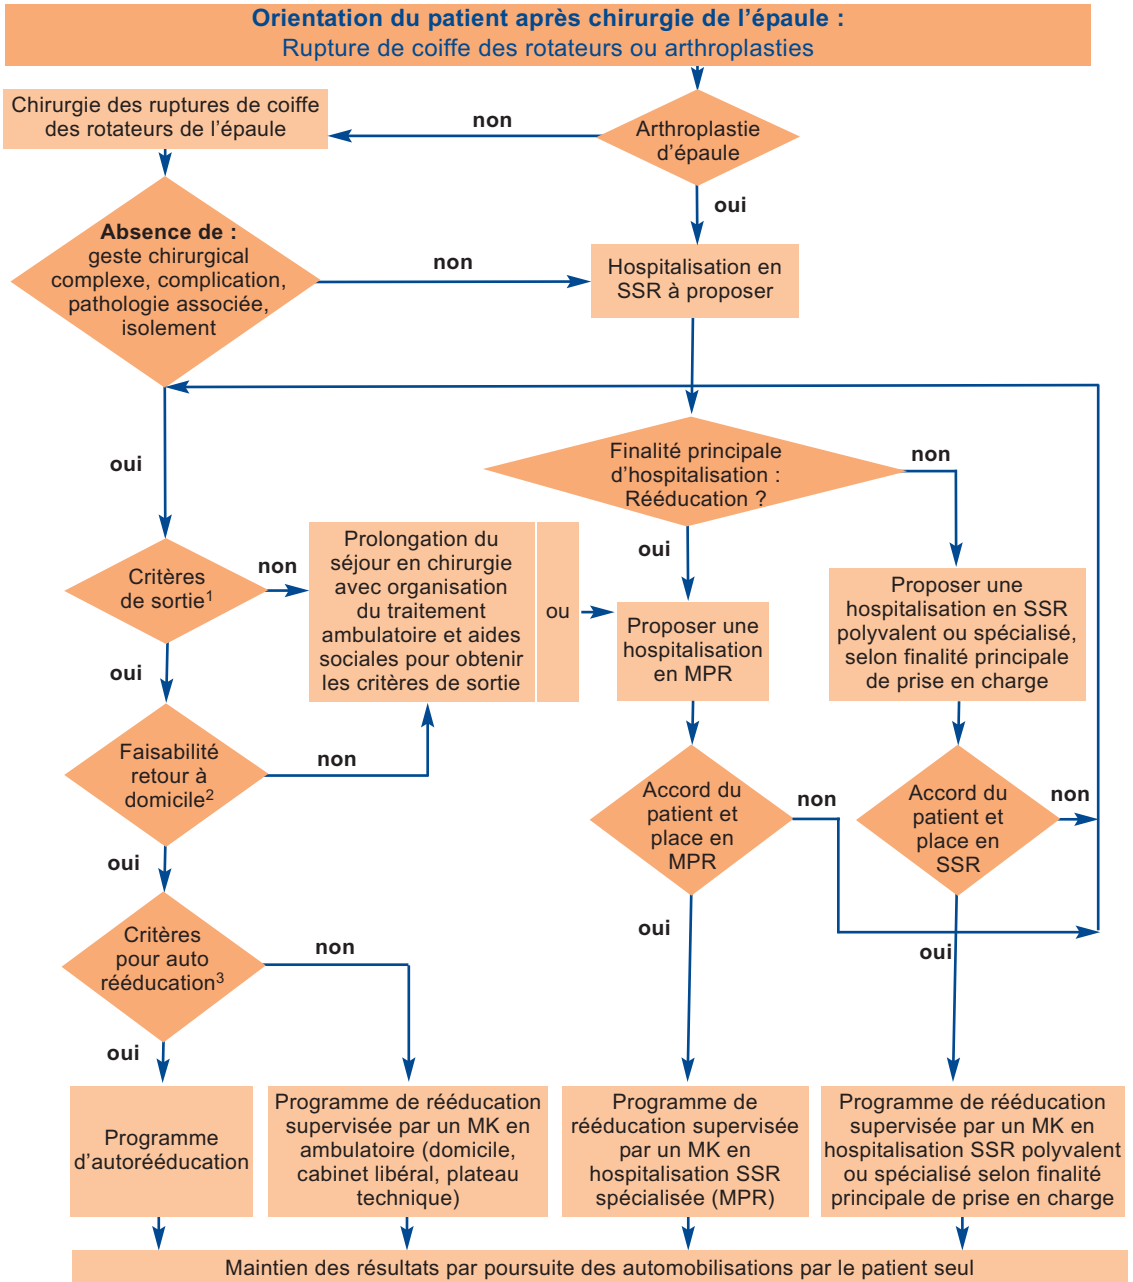 Orientation du patient après chirurgie de l'épaule :
Rupture de coiffe des rotateurs ou arthroplasties
Chirurgie des ruptures de coiffe
des rotateurs de l'épaule
non
Arthroplastie
d'épaule
oui
Absence de :
geste chirurgical
complexe, complication,
pathologie associée,
isolement
non
Hospitalisation en
SSR à proposer
oui
Finalité principale
d'hospitalisation :
Rééducation ?
non
oui
Critères
de sortie1
non
Prolongation du
séjour en chirurgie
avec organisation
du traitement
ambulatoire et aides
sociales pour obtenir
les critères de sortie
ou
Proposer une
hospitalisation
en MPR
Proposer une
hospitalisation en SSR
polyvalent ou spécialisé,
selon finalité principale
de prise en charge
oui
Faisabilité
retour à
domicile2
non
Accord du
patient et
place en
MPR
non
Accord du
patient et
place en
SSR
non
oui
Critères
pour auto
rééducation3
non
oui
oui
oui
Programme
d'autorééducation
Programme de rééducation
supervisée par un MK en
ambulatoire (domicile,
cabinet libéral, plateau
technique)
Programme de
rééducation supervisée
par un MK en
hospitalisation SSR
spécialisée (MPR)
Programme de rééducation
supervisée par un MK en
hospitalisation SSR polyvalent
ou spécialisé selon finalité
principale de prise en charge
Maintien des résultats par poursuite des automobilisations par le patient seul